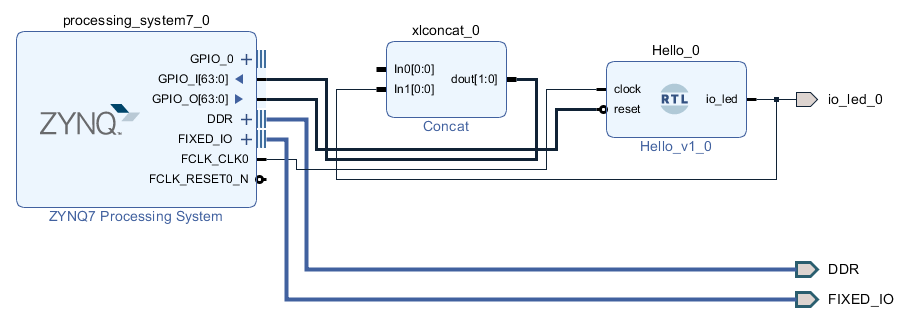 processing_system7_0
GPIO_0
GPIO_I[63:0]
GPIO_O[63:0]
DDR
FIXED_IO
FCLK_CLK0
FCLK_RESET0_N
ZYNQ
ZYNQ7 Processing System
xlconcat_0
In0[0:0]
In1[0:0]
dout[1:0]
Concat
Hello_0
clock
reset
RTL
io_led
Hello_v1_0
io_led_0
DDR
FIXED_IO